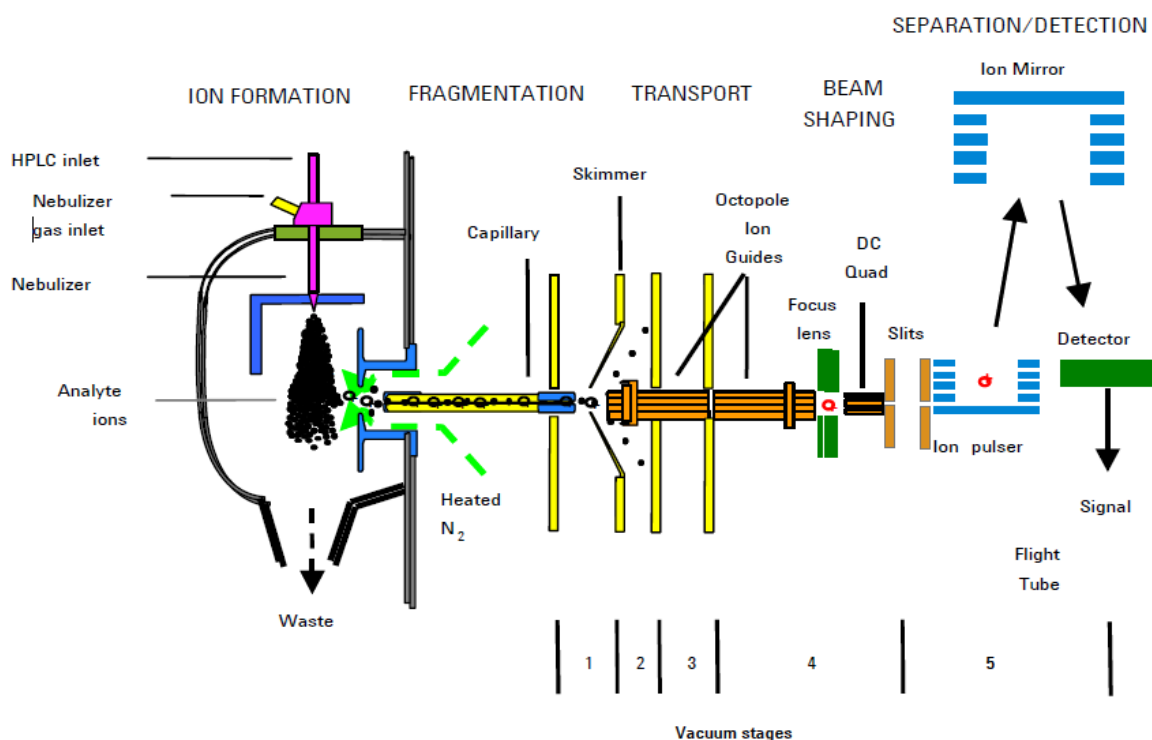 SEPARATION/DETECTION
Ion Mirror
ION FORMATION
FRAGMENTATION
TRANSPORT
BEAM
SHAPING
HPLC inlet
Nebulizer
gas inlet
Nebulizer
Analyte
ions
Waste
Heated
N2
Capillary
Skimmer
Octopole
Ion
Guides
Focus
lens
DC
Quad
Slits
Ion pulser
Detector
Signal
Flight
Tube
1 2 3 4 5
Vacuum stages